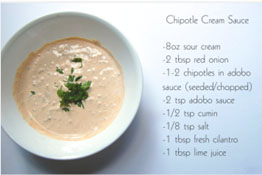 Chipotle Cream Sauce
-8oz sour cream
-2 tbsp red onion
-1-2 chipotles in adobo
sauce (seeded/chopped)
-2 tsp adobo sauce
-1/2 tsp cumin
-1/8 tsp salt
-1 tbsp fresh cilantro
-1 tbsp lime juice